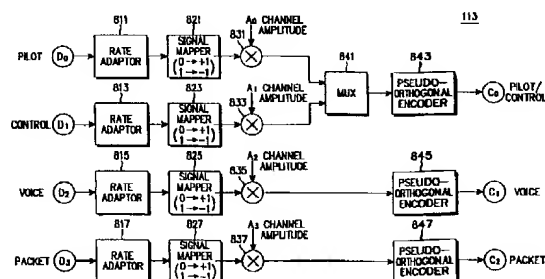 113
811
821
A₀ CHANNEL
AMPLITUDE
831
PILOT
D₀
RATE
ADAPTOR
SIGNAL
MAPPER
(0→+1
1→-1)
841
843
MUX
PSEUDO-
ORTHOGONAL
ENCODER
C₀
PILOT/
CONTROL
813
823
A₁ CHANNEL
AMPLITUDE
833
CONTROL
D₁
RATE
ADAPTOR
SIGNAL
MAPPER
(0→+1
1→-1)
815
825
A₂ CHANNEL
AMPLITUDE
835
845
VOICE
D₂
RATE
ADAPTOR
SIGNAL
MAPPER
(0→+1
1→-1)
PSEUDO-
ORTHOGONAL
ENCODER
C₁
VOICE
817
827
A₃ CHANNEL
AMPLITUDE
837
847
PACKET
D₃
RATE
ADAPTOR
SIGNAL
MAPPER
(0→+1
1→-1)
PSEUDO-
ORTHOGONAL
ENCODER
C₂
PACKET